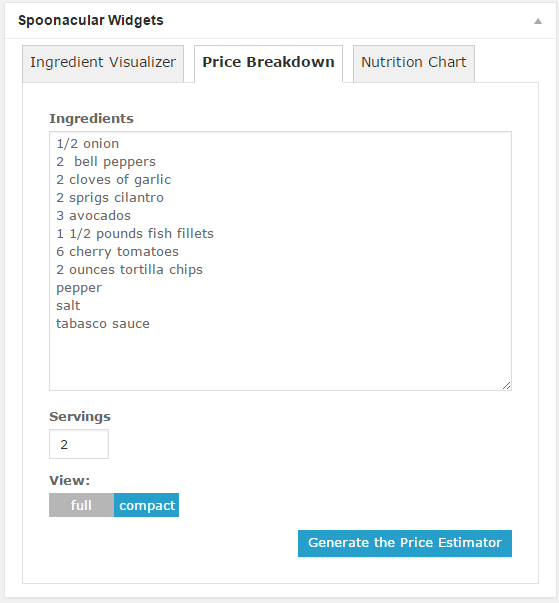 Spoonacular Widgets
Ingredient Visualizer Price Breakdown Nutrition Chart
Ingredients
1/2 onion
2  bell peppers
2 cloves of garlic
2 sprigs cilantro
3 avocados
1 1/2 pounds fish fillets
6 cherry tomatoes
2 ounces tortilla chips
pepper
salt
tabasco sauce
Servings
2
View:
full compact
Generate the Price Estimator